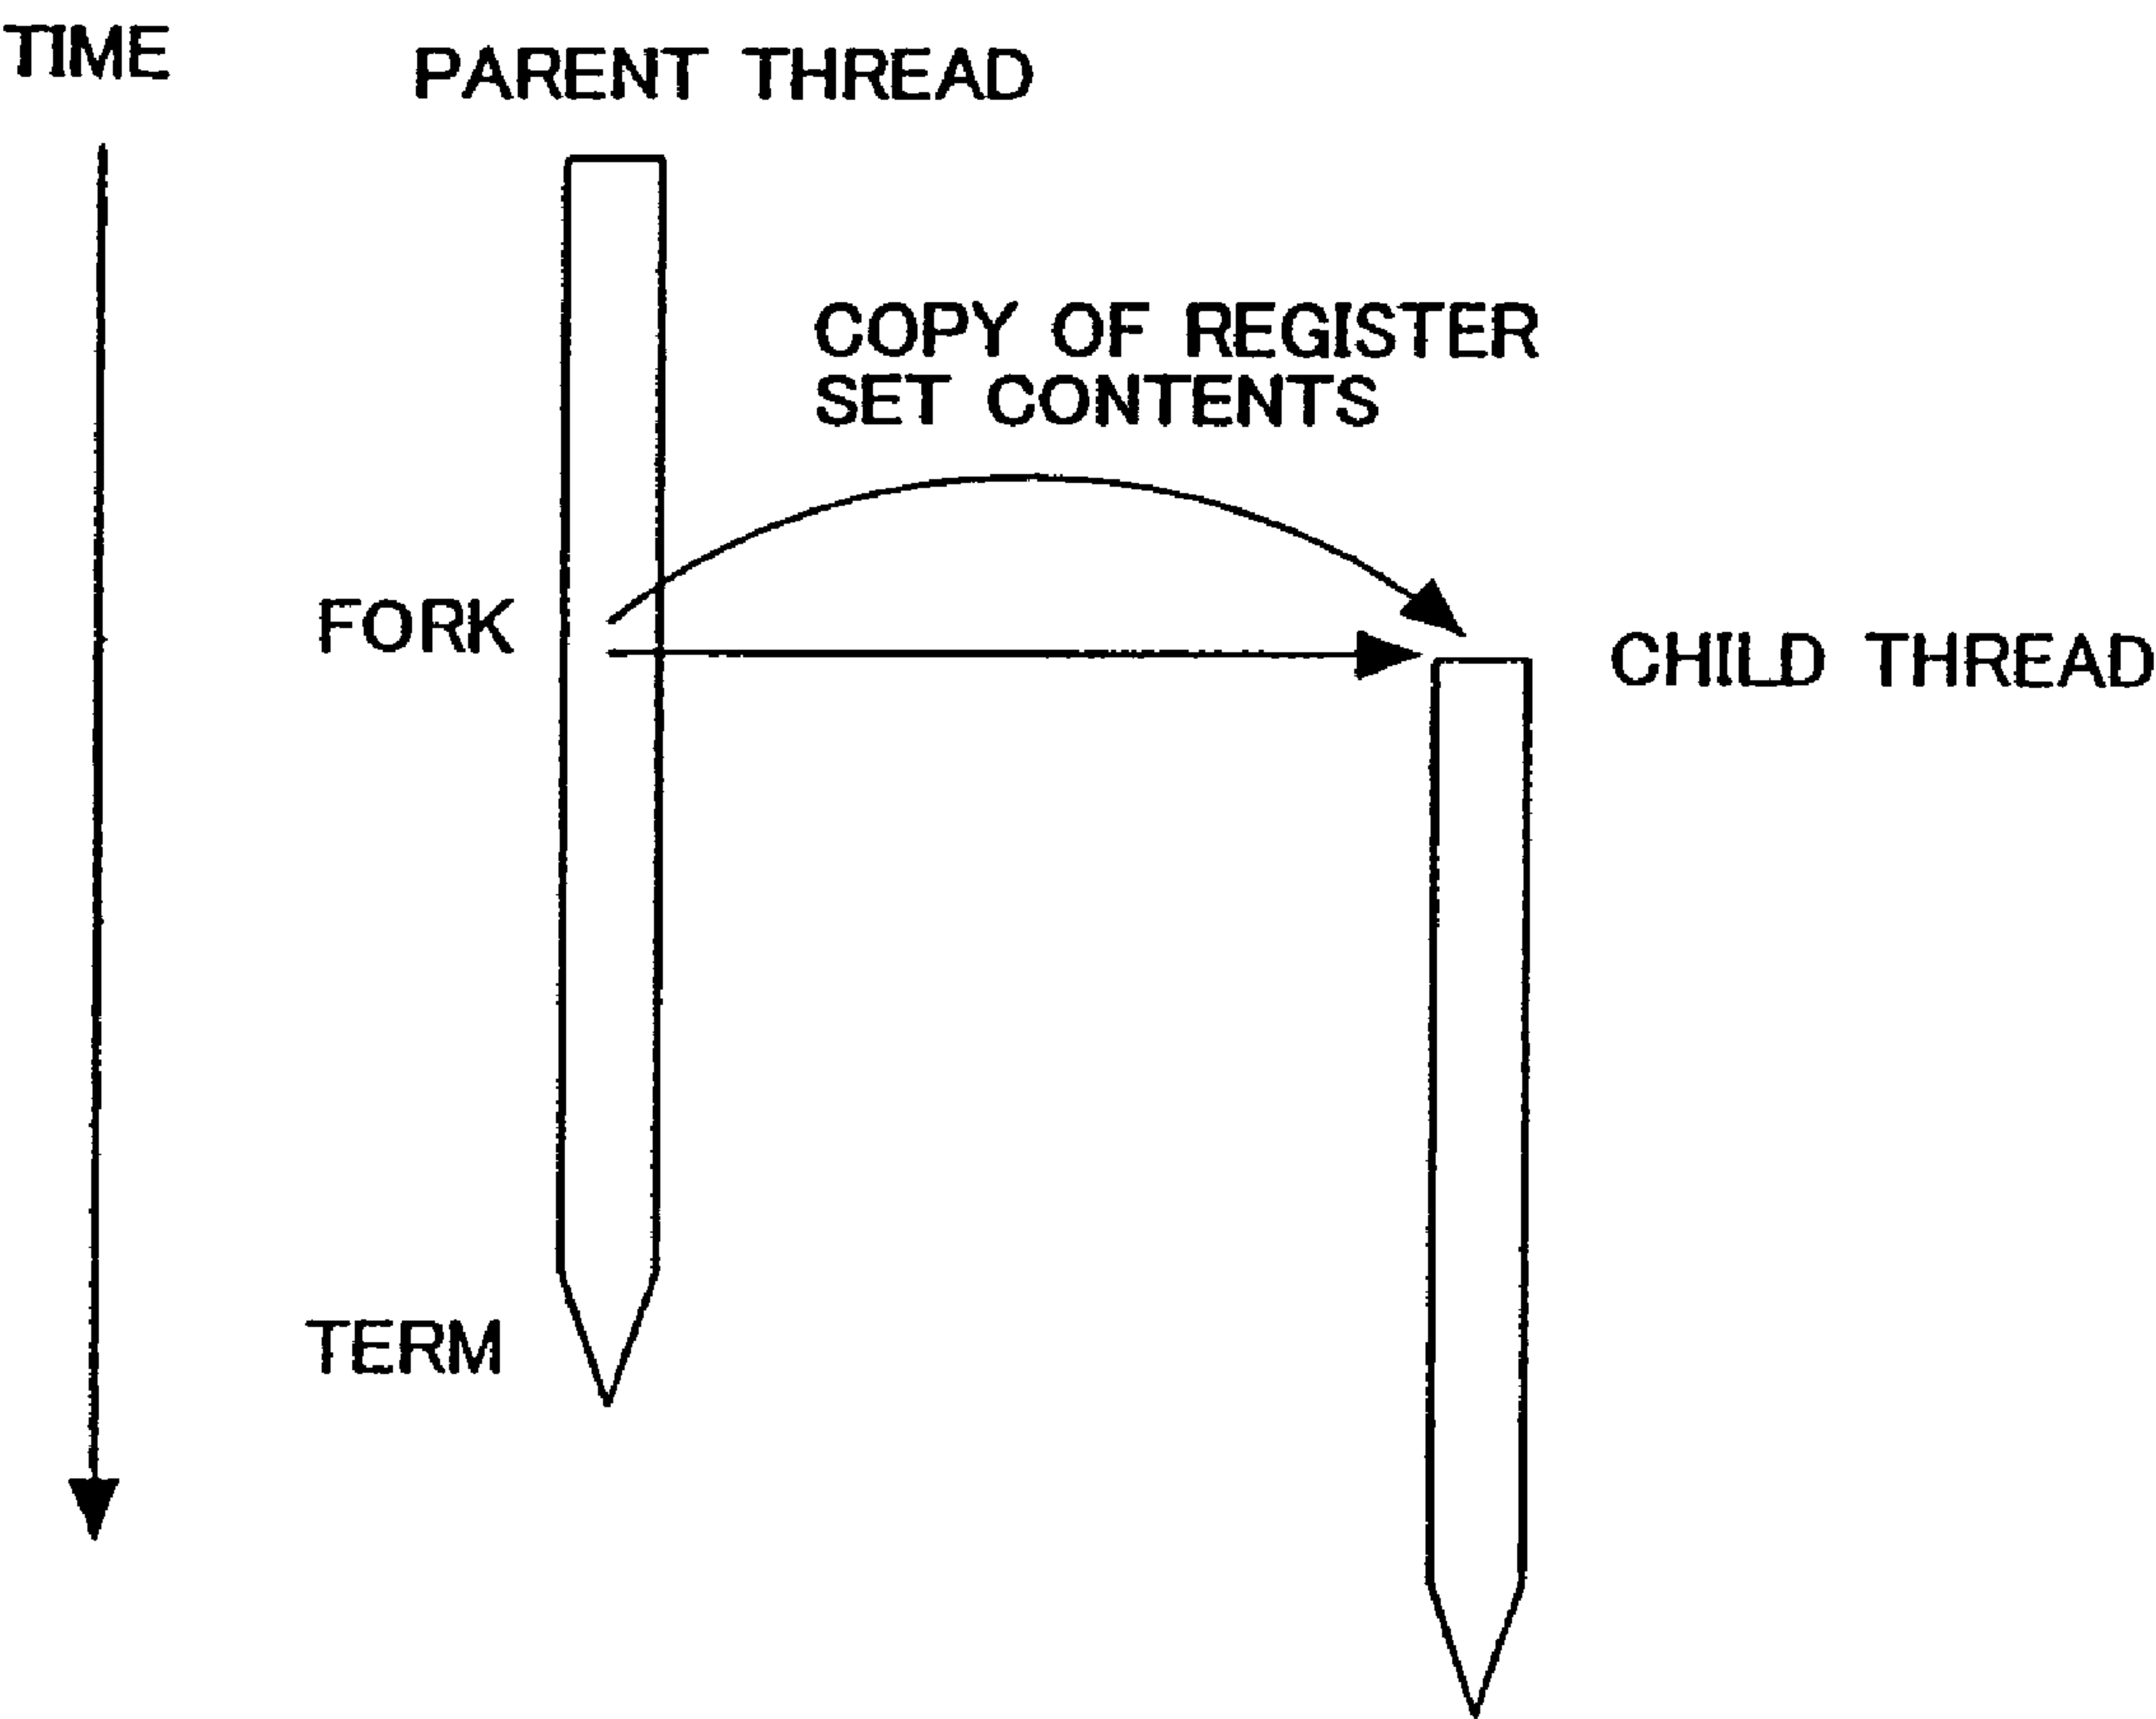 TIME
PARENT THREAD
COPY OF REGISTER
SET CONTENTS
FORK
CHILD THREAD
TERM